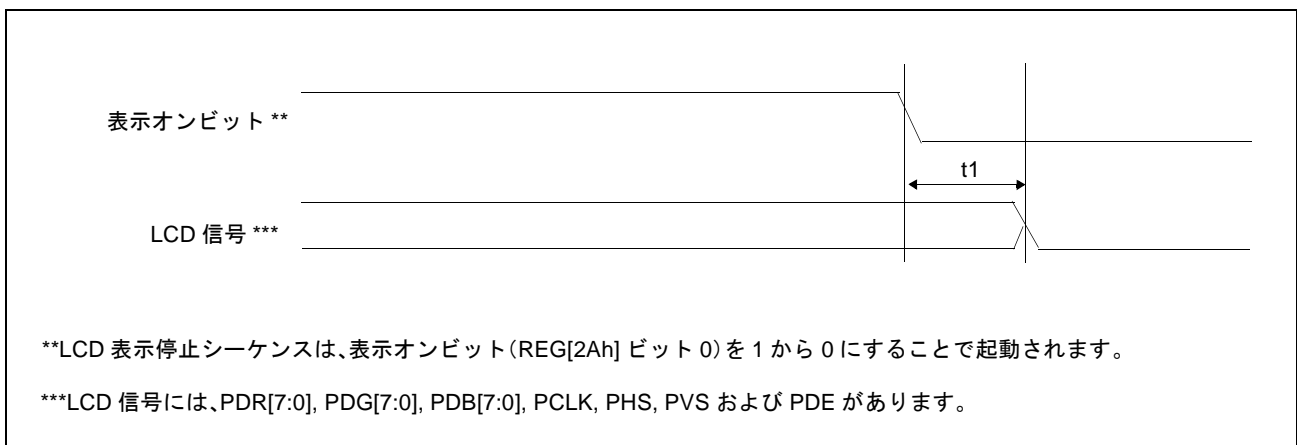 表示オンビット **
t1
LCD 信号 ***
**LCD 表示停止シーケンスは、表示オンビット（REG[2Ah] ビット 0）を 1 から 0 にすることで起動されます。
***LCD 信号には、PDR[7:0], PDG[7:0], PDB[7:0], PCLK, PHS, PVS および PDE があります。